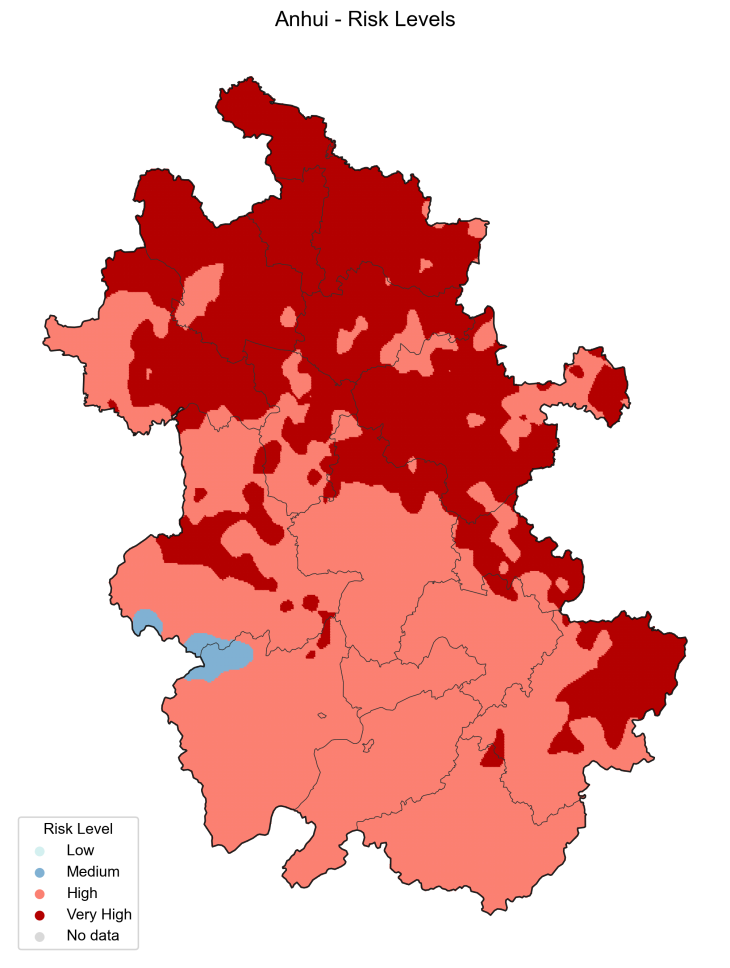 Anhui - Risk Levels
Risk Level
Low
Medium
High
Very High
No data